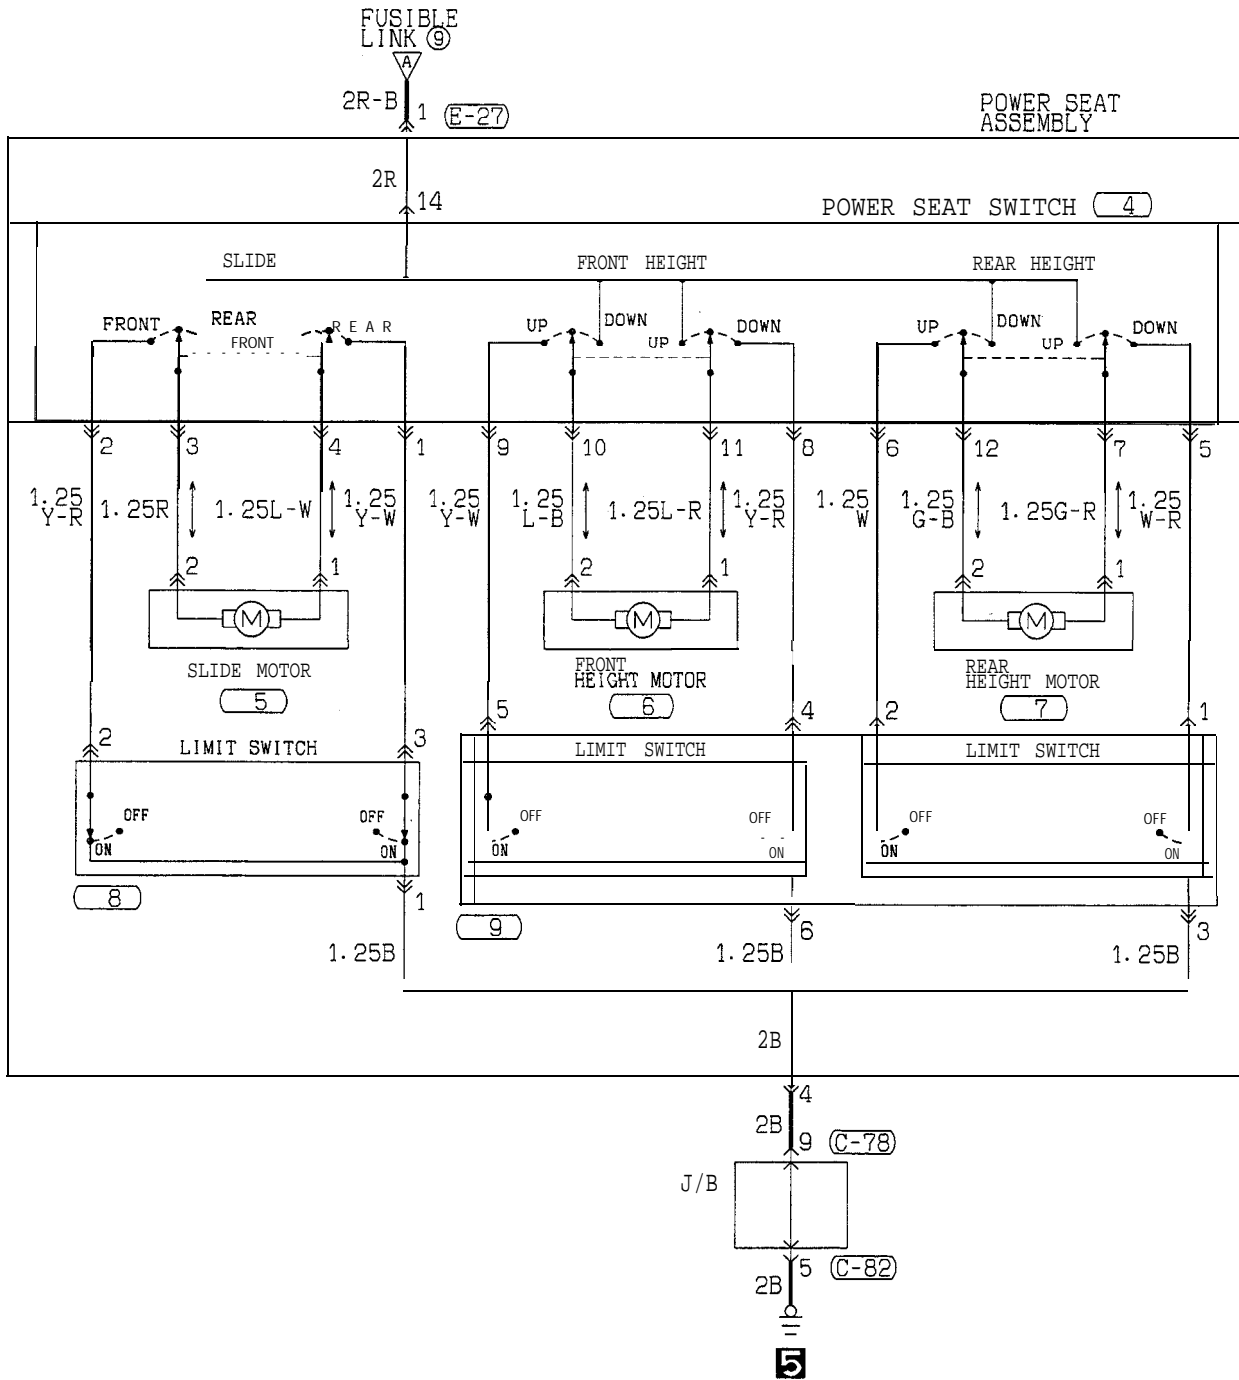 FUSIBLE
LINK 9
A
2R-B
1
E-27
POWER SEAT
ASSEMBLY
2R
14
POWER SEAT SWITCH 4
SLIDE
FRONT HEIGHT
REAR HEIGHT
FRONT
REAR
FRONT
REAR
UP
DOWN
UP
DOWN
UP
DOWN
UP
DOWN
2 3 4 1 9 10 11 8 6 12 7 5
1.25
Y-R
1.25R
1.25L-W
1.25
Y-W
1.25
Y-W
1.25
L-B
1.25L-R
1.25
Y-R
1.25
W
1.25
G-B
1.25G-R
1.25
W-R
2 1 2 1 2 1
M
M
M
SLIDE MOTOR
5
FRONT
HEIGHT MOTOR
6
REAR
HEIGHT MOTOR
7
2
3
5
4
2
1
LIMIT SWITCH
LIMIT SWITCH
LIMIT SWITCH
OFF
ON
OFF
ON
OFF
ON
OFF
ON
OFF
ON
OFF
ON
8
1
9
6
3
1.25B
1.25B
1.25B
2B
4
2B
9
C-78
J/B
5
C-82
2B
5